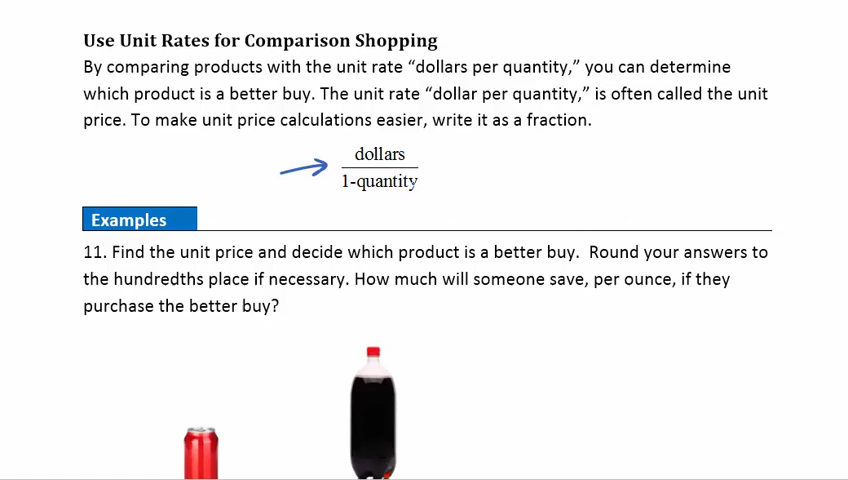 Use Unit Rates for Comparison Shopping
By comparing products with the unit rate “dollars per quantity,” you can determine
which product is a better buy. The unit rate “dollar per quantity,” is often called the unit
price. To make unit price calculations easier, write it as a fraction.
dollars
1-quantity
Examples
11. Find the unit price and decide which product is a better buy.  Round your answers to
the hundredths place if necessary. How much will someone save, per ounce, if they
purchase the better buy?